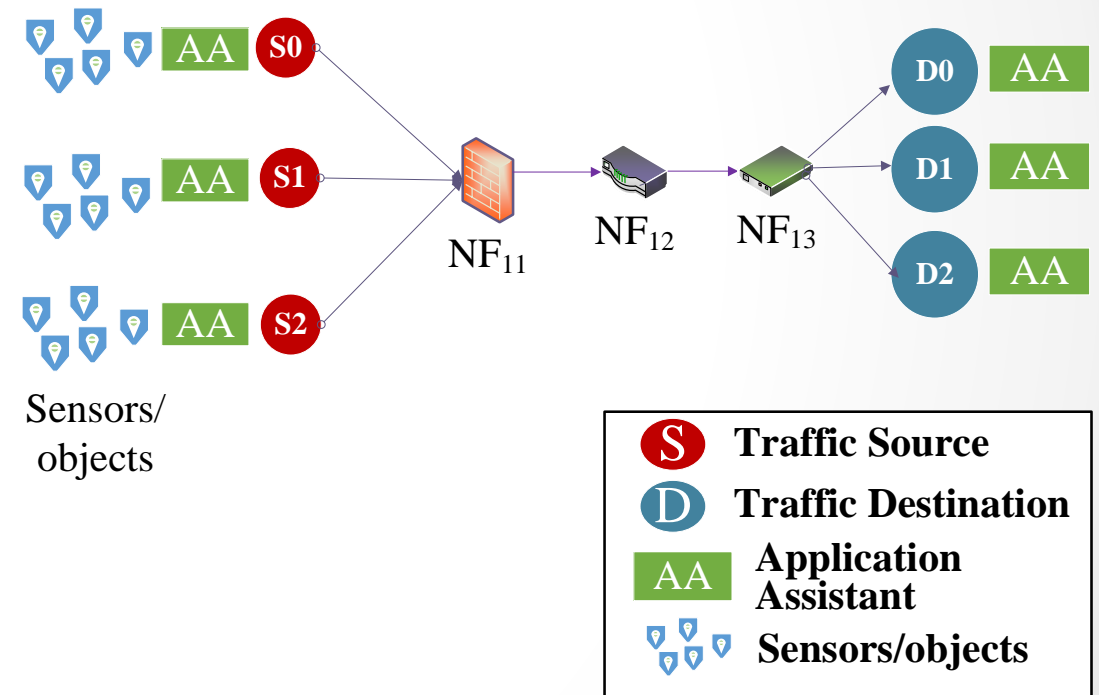 AA S0
D0 AA
AA S1
D1 AA
NF₁₁
NF₁₂
NF₁₃
AA S2
D2 AA
Sensors/
objects
S Traffic Source
D Traffic Destination
AA Application
Assistant
Sensors/objects